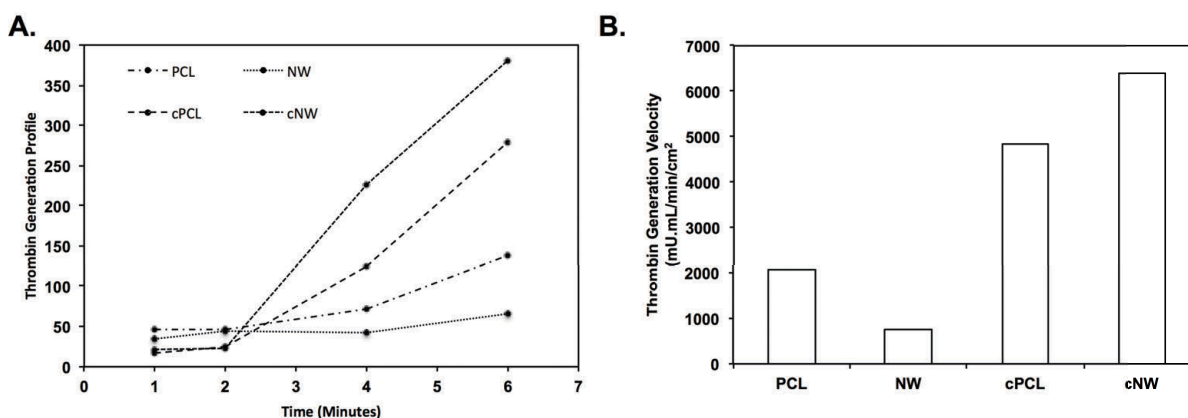 A.
Thrombin Generation Profile
400
350
300
250
200
150
100
50
0
PCL
NW
cPCL
cNW
0 1 2 3 4 5 6 7
Time (Minutes)
B.
Thrombin Generation Velocity
(mU.mL/min/cm²
7000
6000
5000
4000
3000
2000
1000
0
PCL NW cPCL cNW